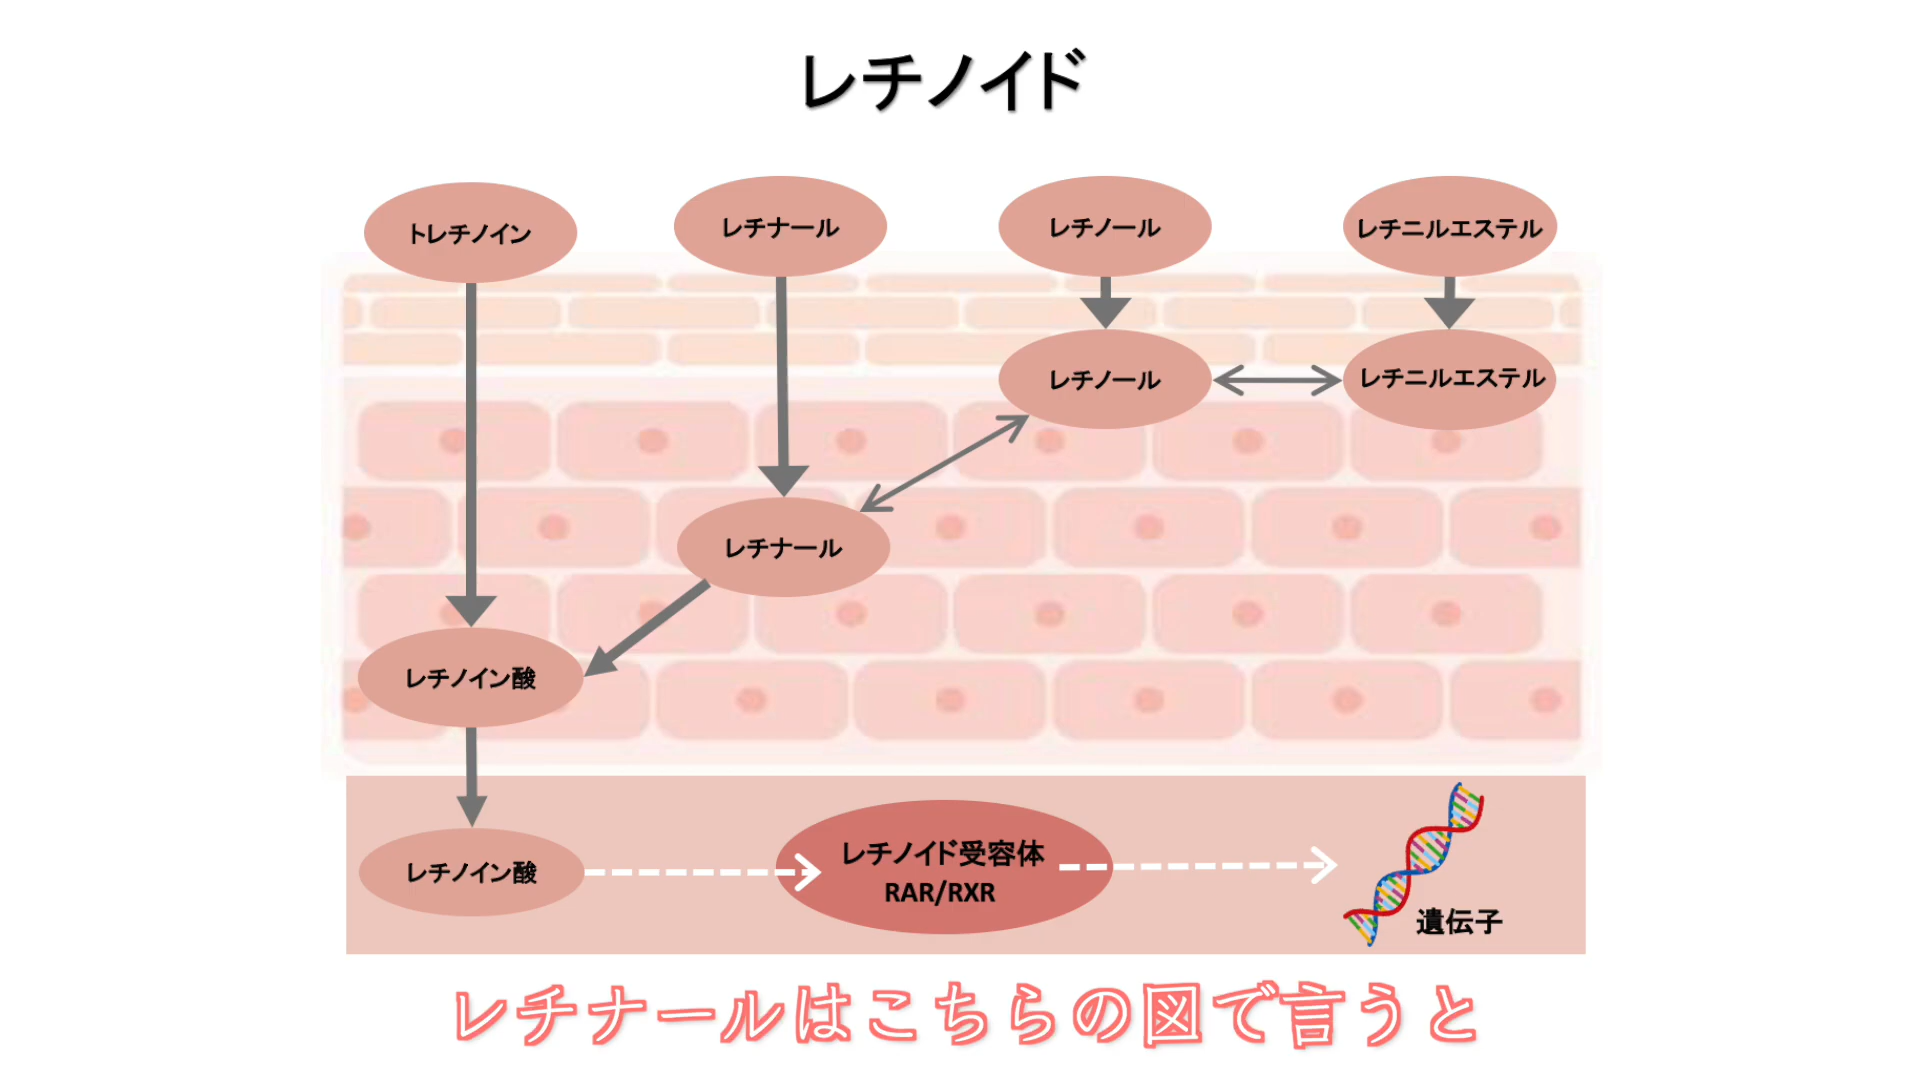 レチノイド
トレチノイン
レチナール
レチノール
レチニルエステル
レチノール
レチニルエステル
レチナール
レチノイン酸
レチノイン酸
レチノイド受容体
RAR/RXR
遺伝子
レチナールはこちらの図で言うと